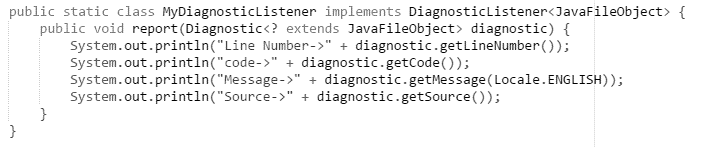 public static class MyDiagnosticListener implements DiagnosticListener<JavaFileObject> {
    public void report(Diagnostic<? extends JavaFileObject> diagnostic) {
        System.out.println("Line Number->" + diagnostic.getLineNumber());
        System.out.println("code->" + diagnostic.getCode());
        System.out.println("Message->" + diagnostic.getMessage(Locale.ENGLISH));
        System.out.println("Source->" + diagnostic.getSource());
    }
}